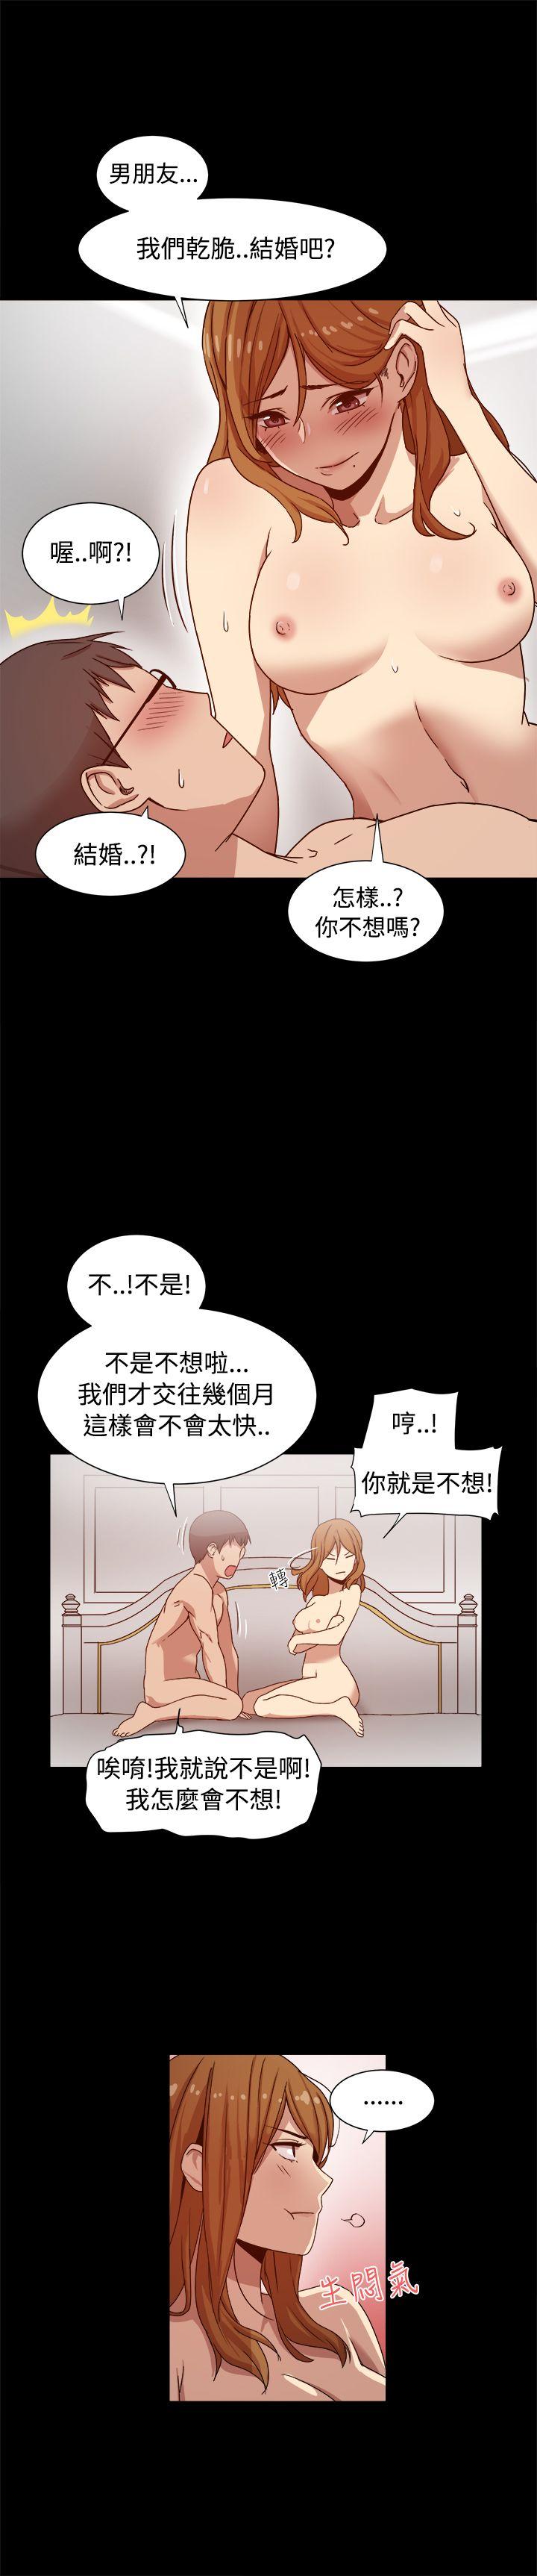 男朋友...
我們乾脆..結婚吧?
喔..啊?!
結婚..?!
怎樣..?
你不想嗎?
不..!不是!
不是不想啦...
我們才交往幾個月
這樣會不會太快..
哼..!
你就是不想!
轉
唉唷!我就說不是啊!
我怎麼會不想!
......
生悶氣